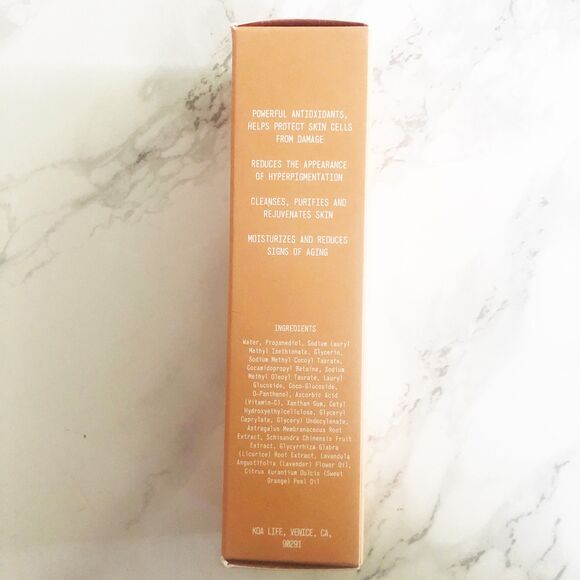 POWERFUL ANTIOXIDANTS,
HELPS PROTECT SKIN CELLS
FROM DAMAGE
REDUCES THE APPEARANCE
OF HYPERPIGMENTATION
CLEANSES, PURIFIES AND
REJUVENATES SKIN
MOISTURIZES AND REDUCES
SIGNS OF AGING
INGREDIENTS
Water, Propanediol, Sodium Lauryl
Methyl Isethionate, Glycerin,
Sodium Methyl Cocoyl Taurate,
Cocamidopropyl Betaine, Sodium
Methyl Oleoyl Taurate, Lauryl
Glucoside, Coco-Glucoside,
D-Panthenol, Ascorbic Acid
(Vitamin-C), Xanthan Gum, Cetyl
Hydroxyethylcellulose, Glyceryl
Caprylate, Glyceryl Undecylenate,
Astragalus Membranaceus Root
Extract, Schisandra Chinensis Fruit
Extract, Glycyrrhiza Glabra
(Licorice) Root Extract, Lavandula
Angustifolia (Lavender) Flower Oil,
Citrus Aurantium Dulcis (Sweet
Orange) Peel Oil
KOA LIFE, VENICE, CA,
90291